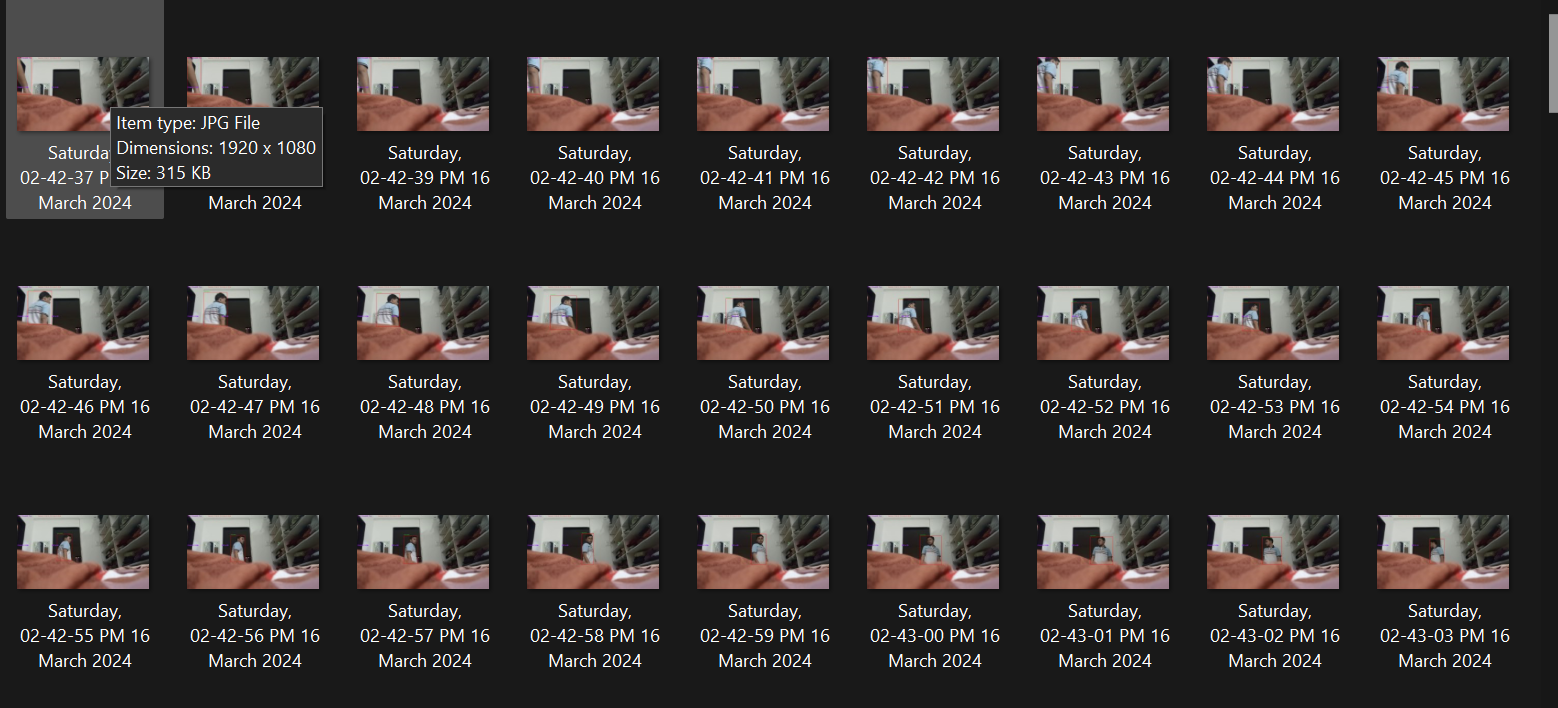 Item type: JPG File
Dimensions: 1920 x 1080
Size: 315 KB
02-42-37
March 2024
March 2024
Saturday,
02-42-39 PM 16
March 2024
Saturday,
02-42-40 PM 16
March 2024
Saturday,
02-42-41 PM 16
March 2024
Saturday,
02-42-42 PM 16
March 2024
Saturday,
02-42-43 PM 16
March 2024
Saturday,
02-42-44 PM 16
March 2024
Saturday,
02-42-45 PM 16
March 2024
Saturday,
02-42-46 PM 16
March 2024
Saturday,
02-42-47 PM 16
March 2024
Saturday,
02-42-48 PM 16
March 2024
Saturday,
02-42-49 PM 16
March 2024
Saturday,
02-42-50 PM 16
March 2024
Saturday,
02-42-51 PM 16
March 2024
Saturday,
02-42-52 PM 16
March 2024
Saturday,
02-42-53 PM 16
March 2024
Saturday,
02-42-54 PM 16
March 2024
Saturday,
02-42-55 PM 16
March 2024
Saturday,
02-42-56 PM 16
March 2024
Saturday,
02-42-57 PM 16
March 2024
Saturday,
02-42-58 PM 16
March 2024
Saturday,
02-42-59 PM 16
March 2024
Saturday,
02-43-00 PM 16
March 2024
Saturday,
02-43-01 PM 16
March 2024
Saturday,
02-43-02 PM 16
March 2024
Saturday,
02-43-03 PM 16
March 2024